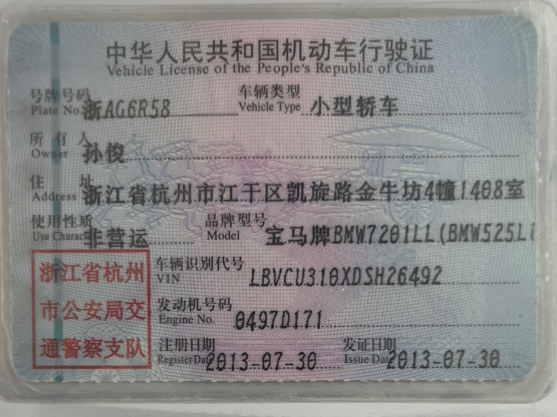 中华人民共和国机动车行驶证
Vehicle License of the People's Republic of China
号牌号码 Plate No. 浙AG6R58 车辆类型 Vehicle Type 小型轿车
所有人 Owner 孙俊
住址 Address 浙江省杭州市江干区凯旋路金牛坊4幢1408室
使用性质 Use Charac 非营运 品牌型号 Model 宝马牌BMW7201LL(BMW525Li
浙江省杭州 车辆识别代号 VIN LBVCU310XDSH26492
市公安局交 发动机号码 Engine No. 0497D171
通警察支队 注册日期 Register Dat 2013-07-30 发证日期 Issue Date 2013-07-30